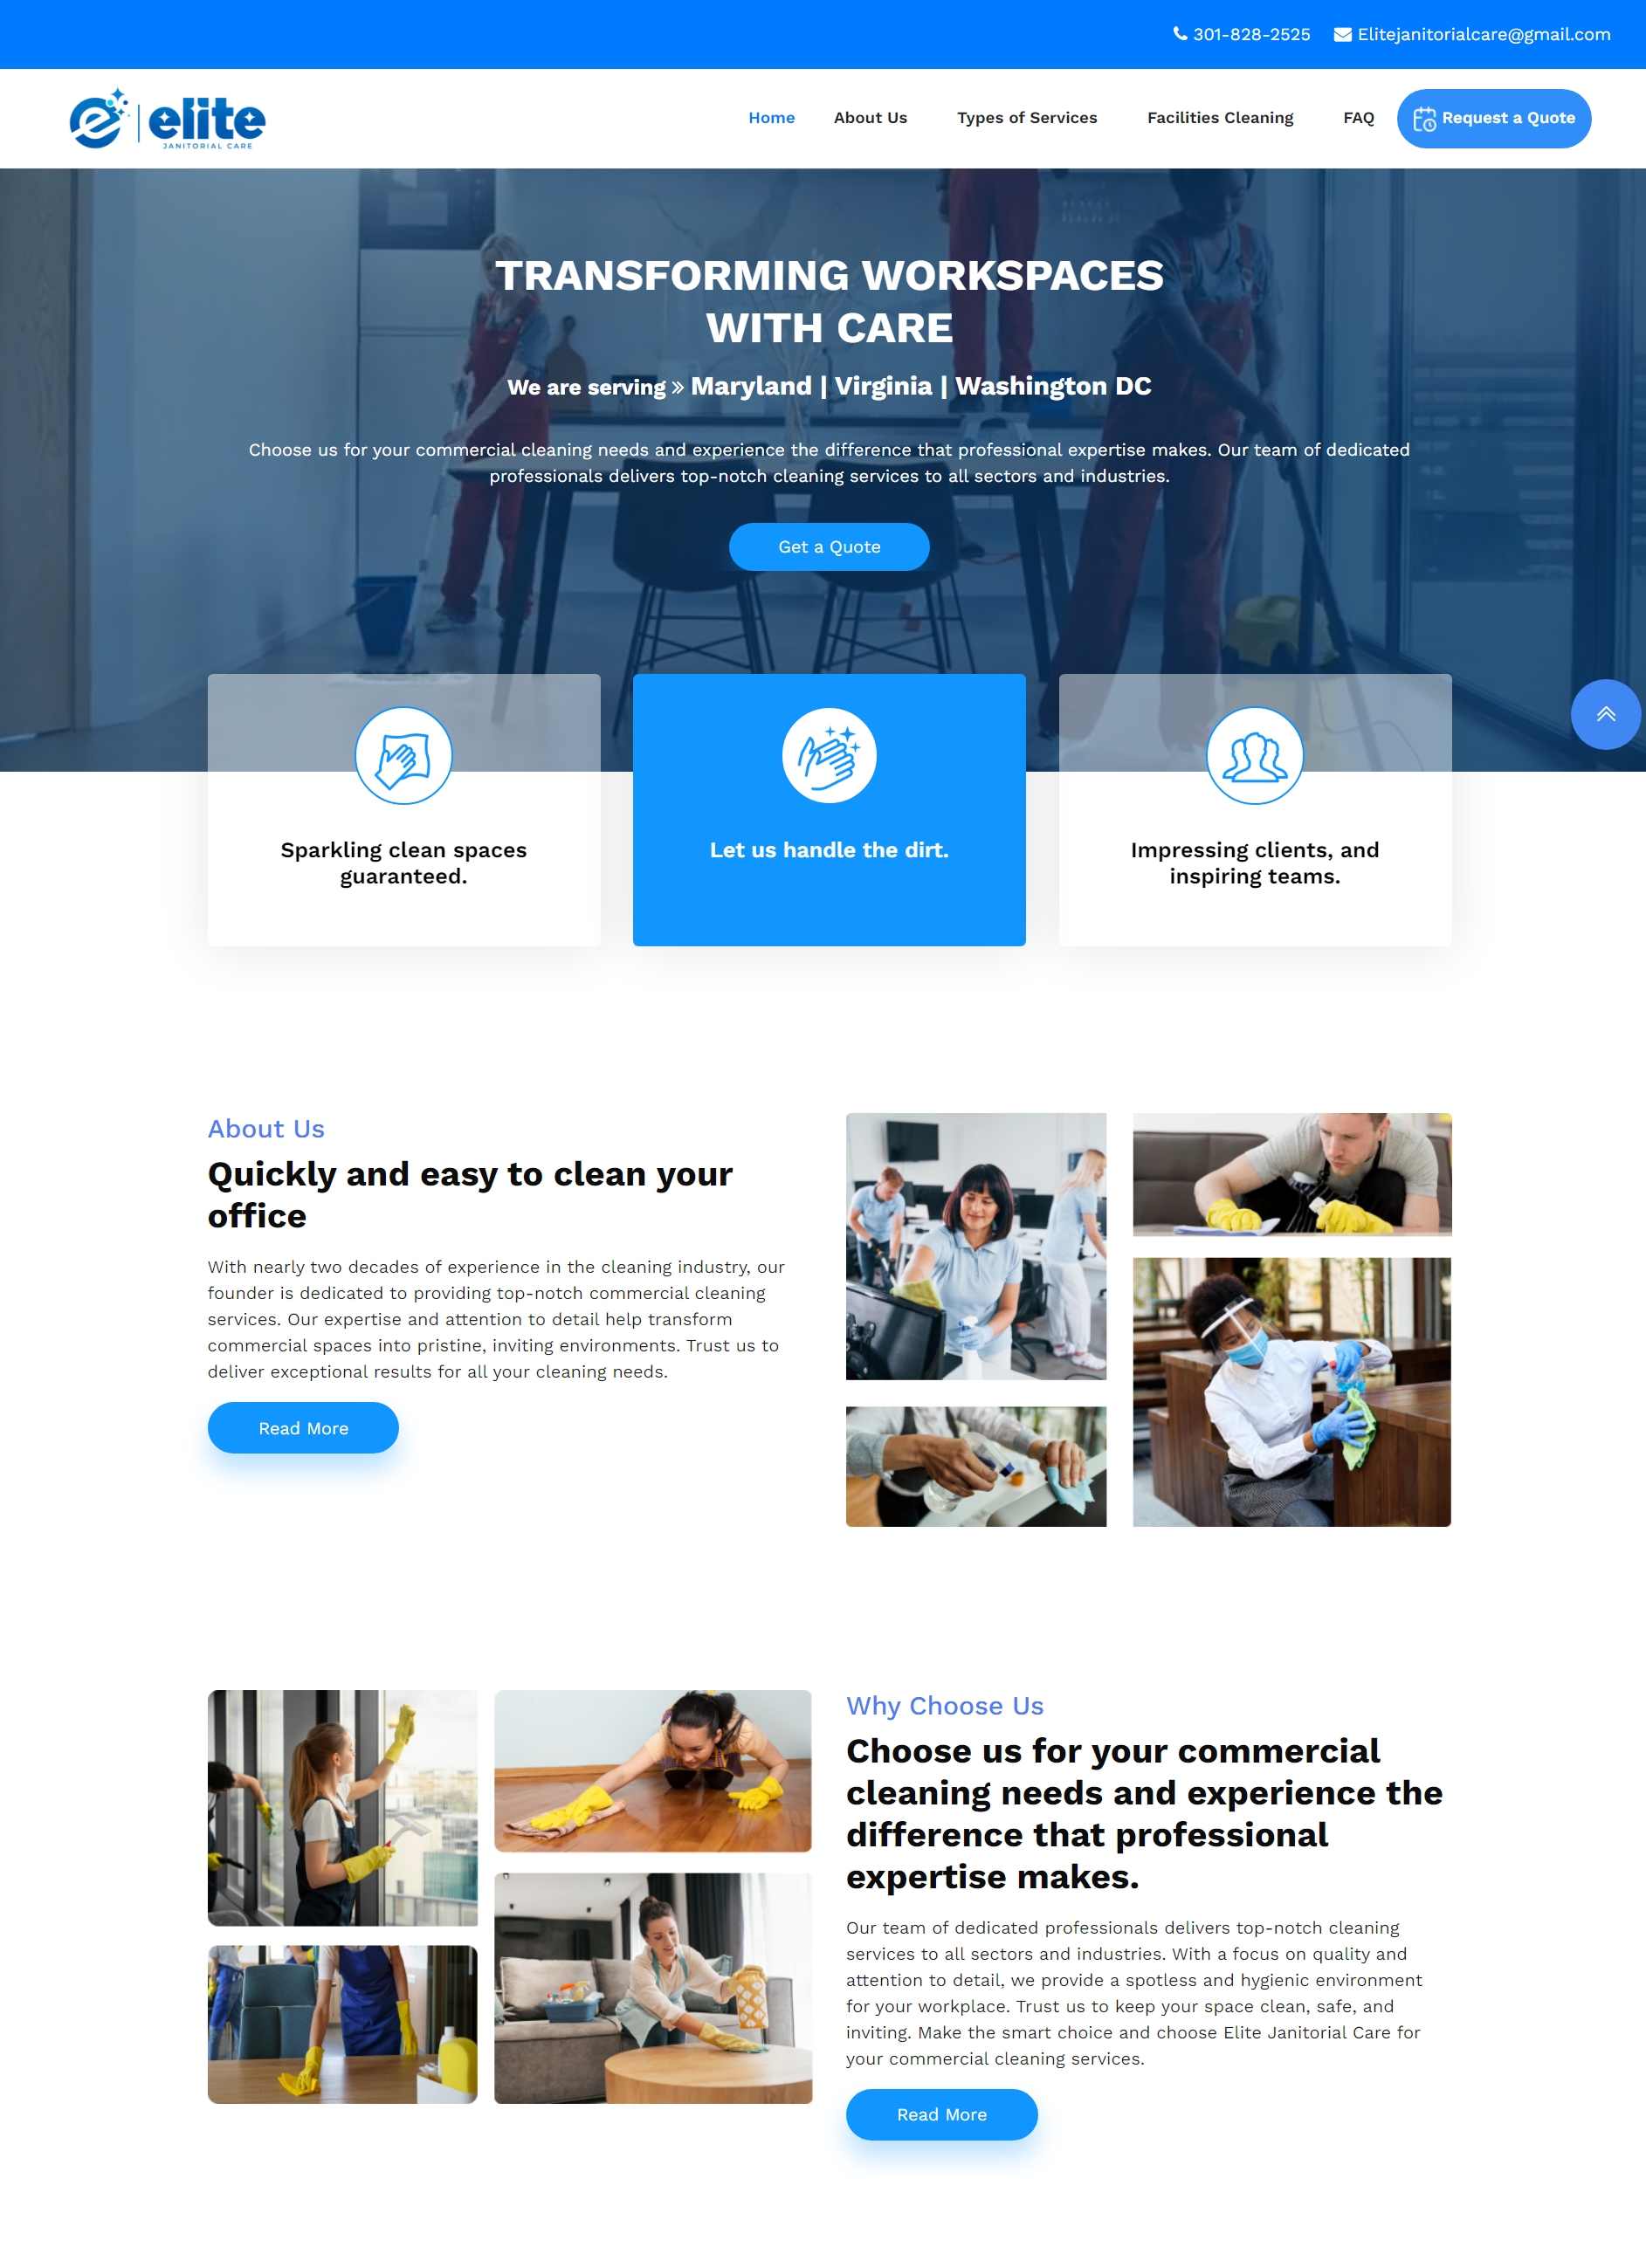 301-828-2525 Elitejanitorialcare@gmail.com
elite
JANITORIAL CARE
Home About Us Types of Services Facilities Cleaning FAQ Request a Quote
TRANSFORMING WORKSPACES
WITH CARE
We are serving » Maryland | Virginia | Washington DC
Choose us for your commercial cleaning needs and experience the difference that professional expertise makes. Our team of dedicated
professionals delivers top-notch cleaning services to all sectors and industries.
Get a Quote
Sparkling clean spaces
guaranteed.
Let us handle the dirt.
Impressing clients, and
inspiring teams.
About Us
Quickly and easy to clean your
office
With nearly two decades of experience in the cleaning industry, our
founder is dedicated to providing top-notch commercial cleaning
services. Our expertise and attention to detail help transform
commercial spaces into pristine, inviting environments. Trust us to
deliver exceptional results for all your cleaning needs.
Read More
Why Choose Us
Choose us for your commercial
cleaning needs and experience the
difference that professional
expertise makes.
Our team of dedicated professionals delivers top-notch cleaning
services to all sectors and industries. With a focus on quality and
attention to detail, we provide a spotless and hygienic environment
for your workplace. Trust us to keep your space clean, safe, and
inviting. Make the smart choice and choose Elite Janitorial Care for
your commercial cleaning services.
Read More